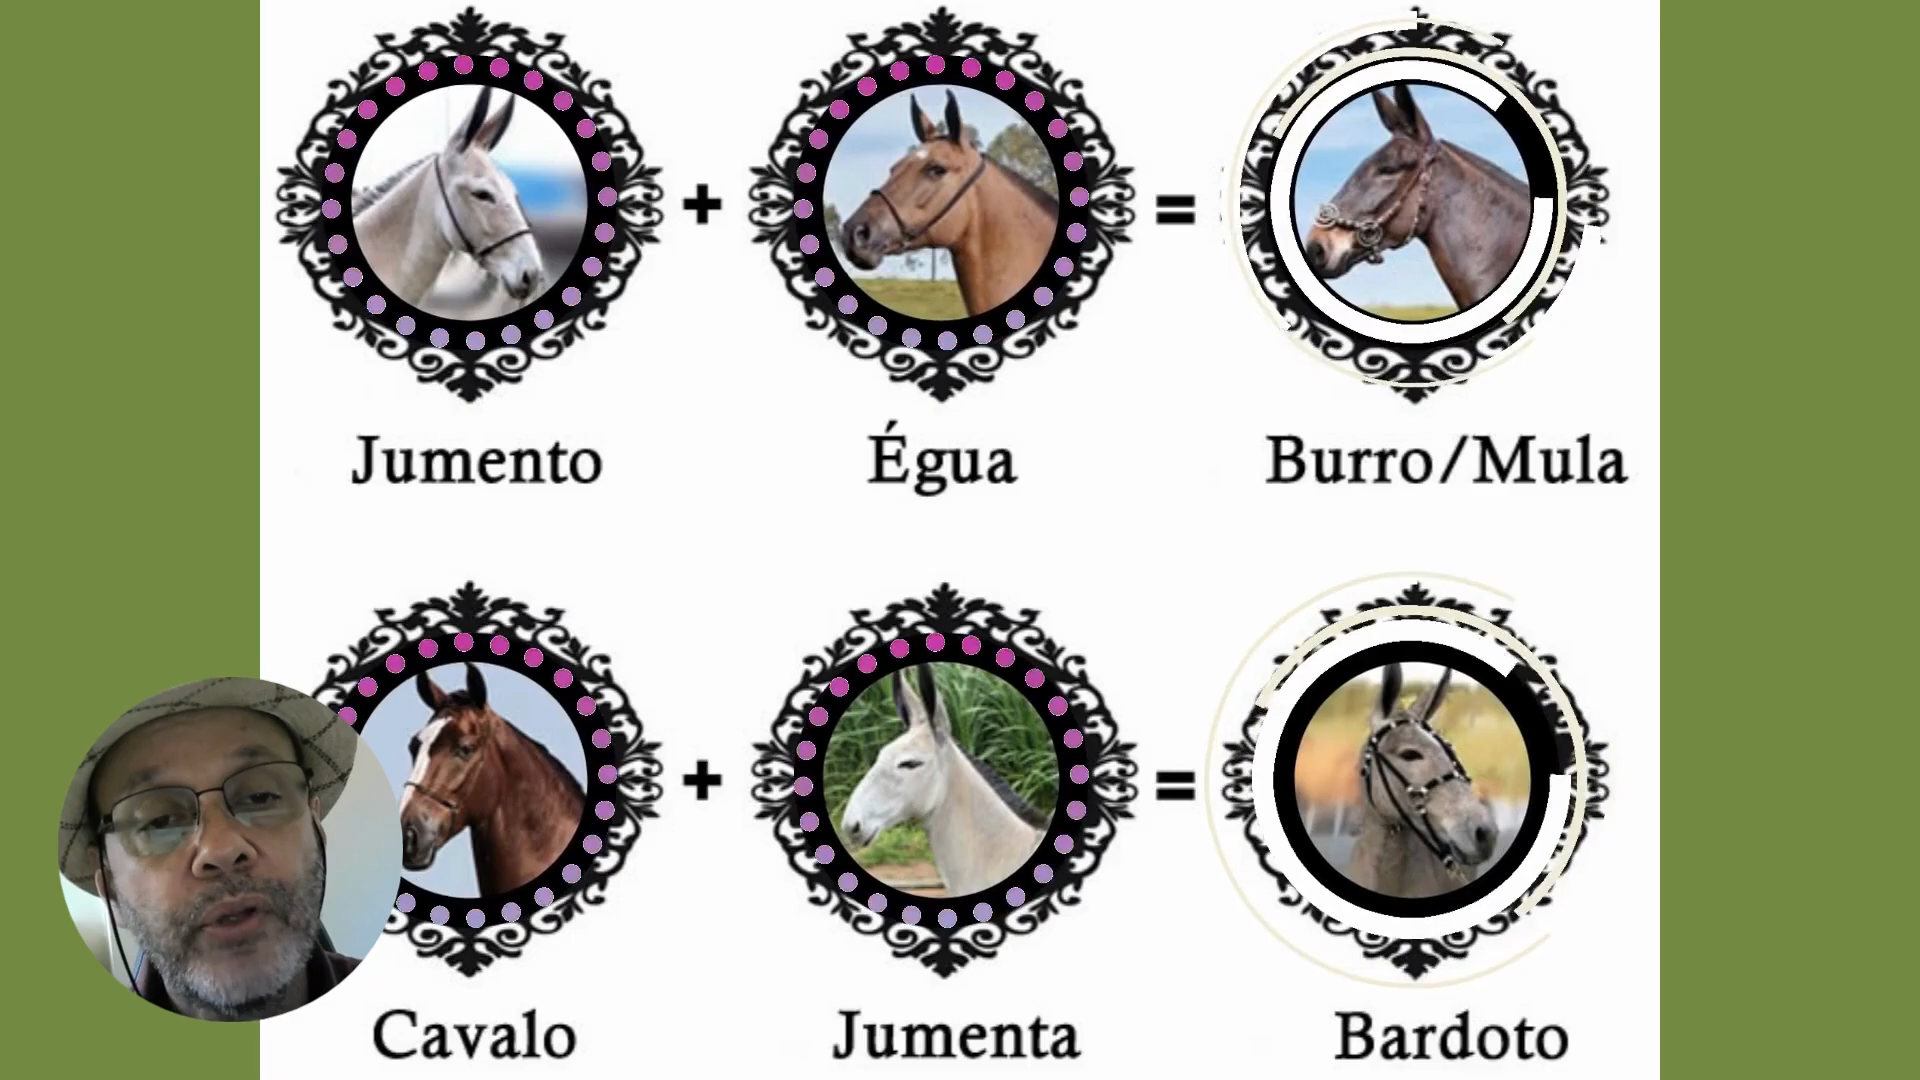 Jumento + Égua = Burro/Mula
Cavalo + Jumenta = Bardoto